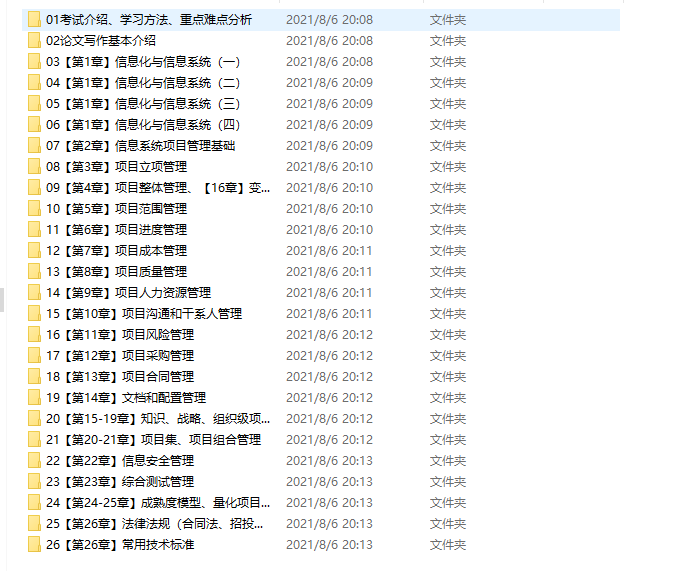 01考试介绍、学习方法、重点难点分析 2021/8/6 20:08 文件夹
02论文写作基本介绍 2021/8/6 20:08 文件夹
03【第1章】信息化与信息系统（一） 2021/8/6 20:08 文件夹
04【第1章】信息化与信息系统（二） 2021/8/6 20:09 文件夹
05【第1章】信息化与信息系统（三） 2021/8/6 20:09 文件夹
06【第1章】信息化与信息系统（四） 2021/8/6 20:09 文件夹
07【第2章】信息系统项目管理基础 2021/8/6 20:09 文件夹
08【第3章】项目立项管理 2021/8/6 20:10 文件夹
09【第4章】项目整体管理、【16章】变... 2021/8/6 20:10 文件夹
10【第5章】项目范围管理 2021/8/6 20:10 文件夹
11【第6章】项目进度管理 2021/8/6 20:10 文件夹
12【第7章】项目成本管理 2021/8/6 20:11 文件夹
13【第8章】项目质量管理 2021/8/6 20:11 文件夹
14【第9章】项目人力资源管理 2021/8/6 20:11 文件夹
15【第10章】项目沟通和干系人管理 2021/8/6 20:11 文件夹
16【第11章】项目风险管理 2021/8/6 20:12 文件夹
17【第12章】项目采购管理 2021/8/6 20:12 文件夹
18【第13章】项目合同管理 2021/8/6 20:12 文件夹
19【第14章】文档和配置管理 2021/8/6 20:12 文件夹
20【第15-19章】知识、战略、组织级项... 2021/8/6 20:12 文件夹
21【第20-21章】项目集、项目组合管理 2021/8/6 20:12 文件夹
22【第22章】信息安全管理 2021/8/6 20:13 文件夹
23【第23章】综合测试管理 2021/8/6 20:13 文件夹
24【第24-25章】成熟度模型、量化项目... 2021/8/6 20:13 文件夹
25【第26章】法律法规（合同法、招投... 2021/8/6 20:13 文件夹
26【第26章】常用技术标准 2021/8/6 20:13 文件夹